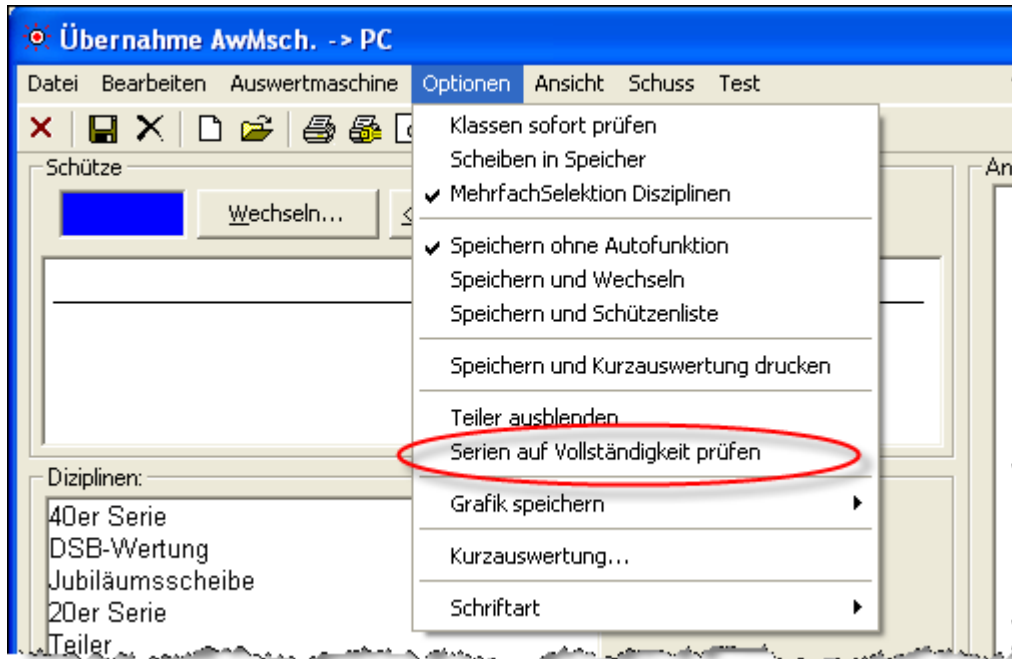 Übernahme AwMsch. -> PC
Datei Bearbeiten Auswertmaschine Optionen Ansicht Schuss Test
Klassen sofort prüfen
Scheiben in Speicher
MehrfachSelektion Disziplinen
Speichern ohne Autofunktion
Speichern und Wechseln
Speichern und Schützenliste
Speichern und Kurzauswertung drucken
Teiler ausblenden
Serien auf Vollständigkeit prüfen
Grafik speichern
Kurzauswertung...
Schriftart
Schütze
Wechseln...
An
Diziplinen:
40er Serie
DSB-Wertung
Jubiläumsscheibe
20er Serie
Teiler